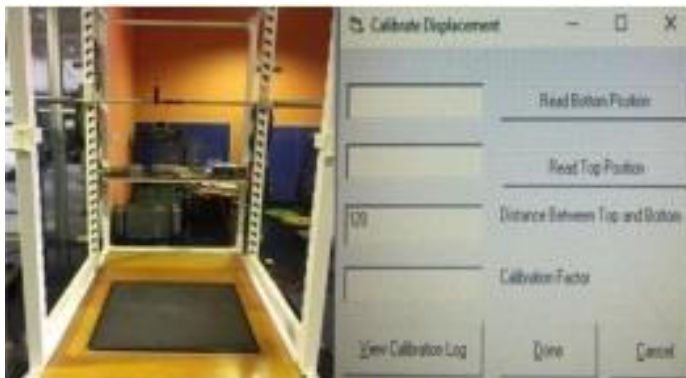 Calibrate Displacement
Read Bottom Position
Read Top Position
120 Distance Between Top and Bottom
Calibration Factor
View Calibration Log Done Cancel